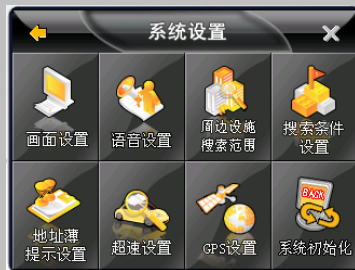 系统设置
画面设置
语音设置
周边设施
搜索范围
搜索条件
设置
地址薄
提示设置
超速设置
GPS设置
BACK
系统初始化